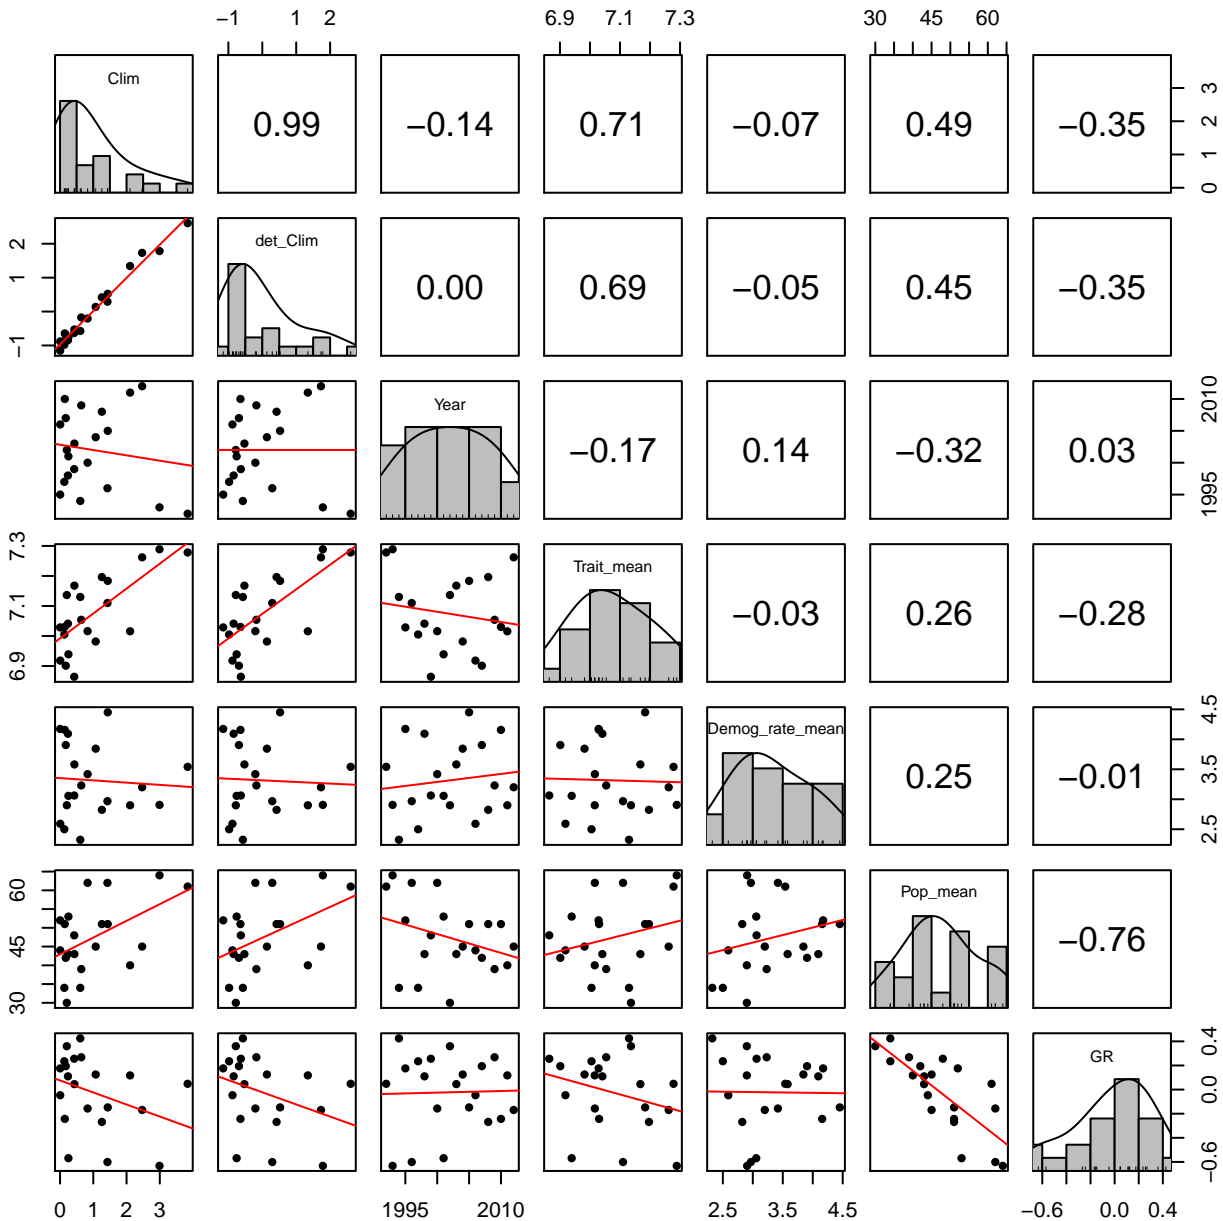 −1 1 2 6.9 7.1 7.3 30 45 60
Clim 0.99 −0.14 0.71 −0.07 0.49 −0.35 0 1 2 3
−1 1 2 det_Clim 0.00 0.69 −0.05 0.45 −0.35
Year −0.17 0.14 −0.32 0.03 1995 2010
6.9 7.1 7.3 Trait_mean −0.03 0.26 −0.28
Demog_rate_mean 0.25 −0.01 2.5 3.5 4.5
30 45 60 Pop_mean −0.76
GR −0.6 0.0 0.4
0 1 2 3 1995 2010 2.5 3.5 4.5 −0.6 0.0 0.4